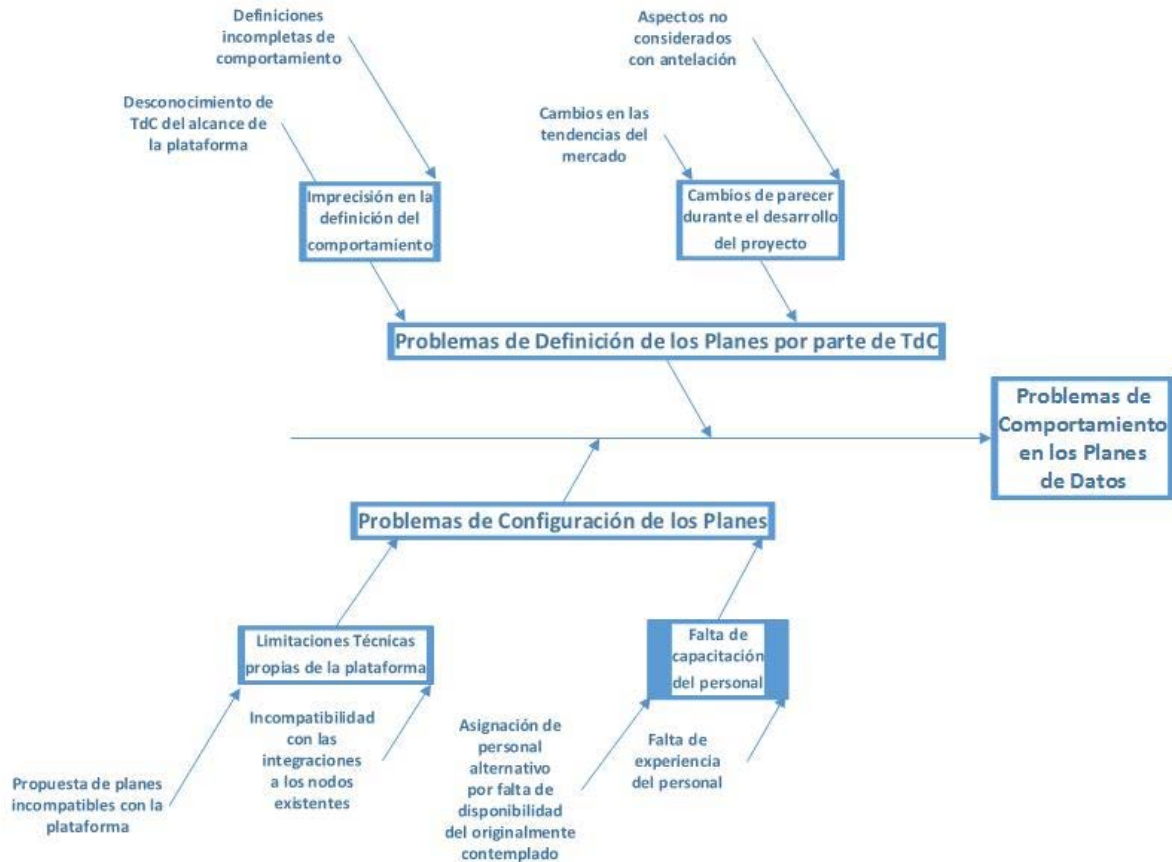 Definiciones
incompletas de
comportamiento
Aspectos no
considerados
con antelación
Desconocimiento de
TdC del alcance de
la plataforma
Cambios en las
tendencias del
mercado
Imprecisión en la
definición del
comportamiento
Cambios de parecer
durante el desarrollo
del proyecto
Problemas de Definición de los Planes por parte de TdC
Problemas de
Comportamiento
en los Planes
de Datos
Problemas de Configuración de los Planes
Limitaciones Técnicas
propias de la plataforma
Falta de
capacitación
del personal
Propuesta de planes
incompatibles con la
plataforma
Incompatibilidad
con las
integraciones
a los nodos
existentes
Asignación de
personal
alternativo
por falta de
disponibilidad
del originalmente
contemplado
Falta de
experiencia
del personal